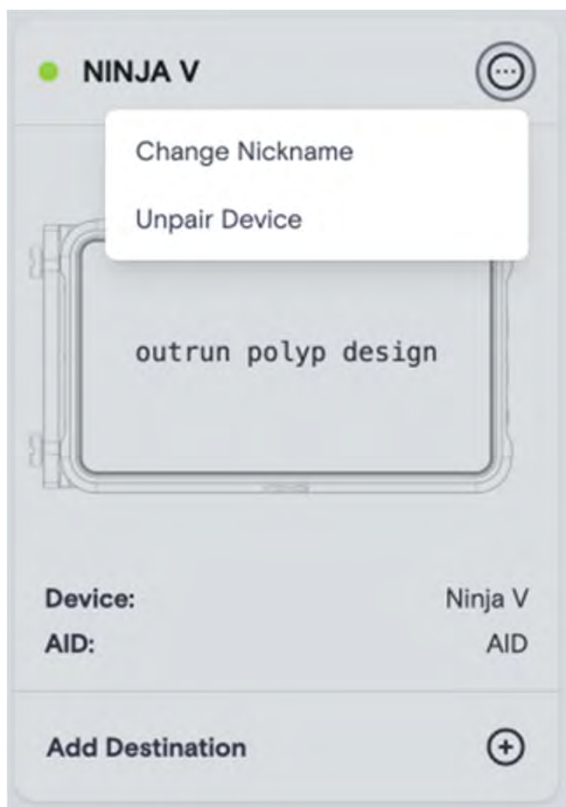 NINJA V
Change Nickname
Unpair Device
outrun polyp design
Device: Ninja V
AID: AID
Add Destination